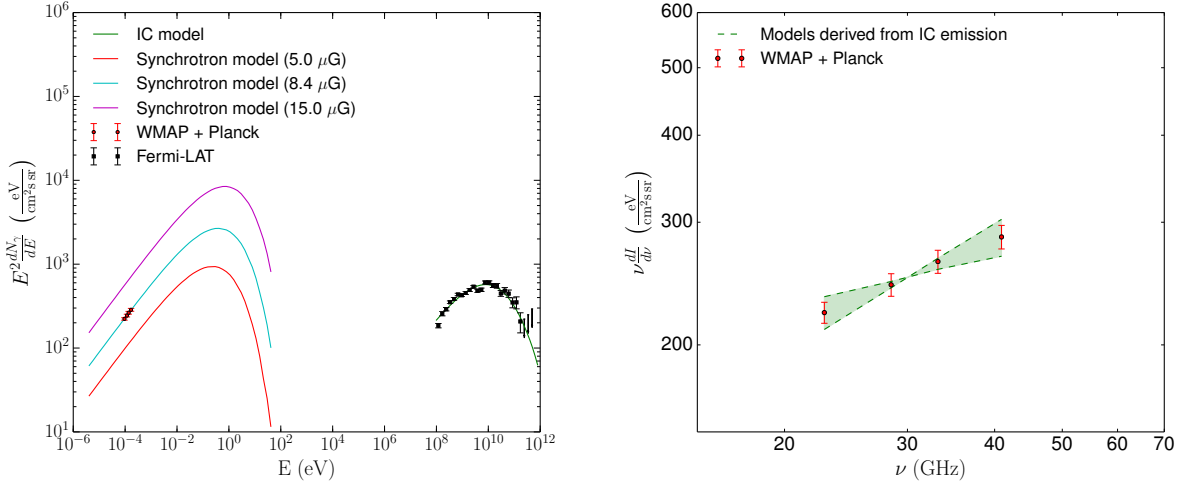 10^6
10^5
10^4
10^3
10^2
10^1
E^2 dN_γ/dE (eV/cm^2 s sr)
IC model
Synchrotron model (5.0 μG)
Synchrotron model (8.4 μG)
Synchrotron model (15.0 μG)
WMAP + Planck
Fermi-LAT
10^-6 10^-4 10^-2 10^0 10^2 10^4 10^6 10^8 10^10 10^12
E (eV)
600
500
400
300
200
ν dI/dν (eV/cm^2 s sr)
Models derived from IC emission
WMAP + Planck
20 30 40 50 60 70
ν (GHz)